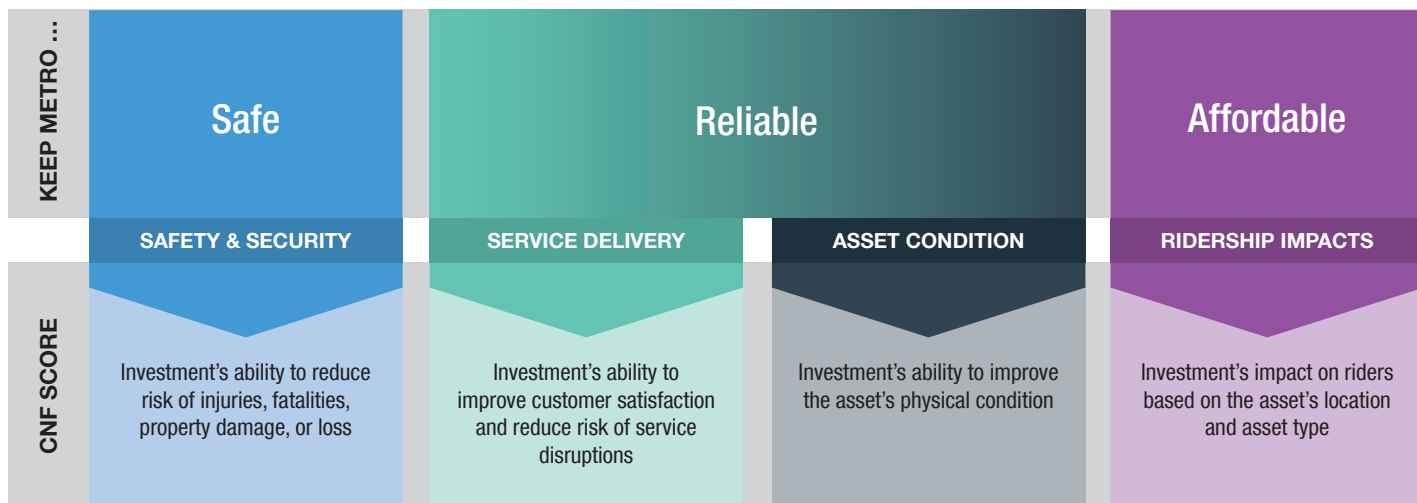 KEEP METRO ...
Safe
Reliable
Affordable
SAFETY & SECURITY
SERVICE DELIVERY
ASSET CONDITION
RIDERSHIP IMPACTS
CNF SCORE
Investment’s ability to reduce
risk of injuries, fatalities,
property damage, or loss
Investment’s ability to
improve customer satisfaction
and reduce risk of service
disruptions
Investment’s ability to improve
the asset’s physical condition
Investment’s impact on riders
based on the asset’s location
and asset type